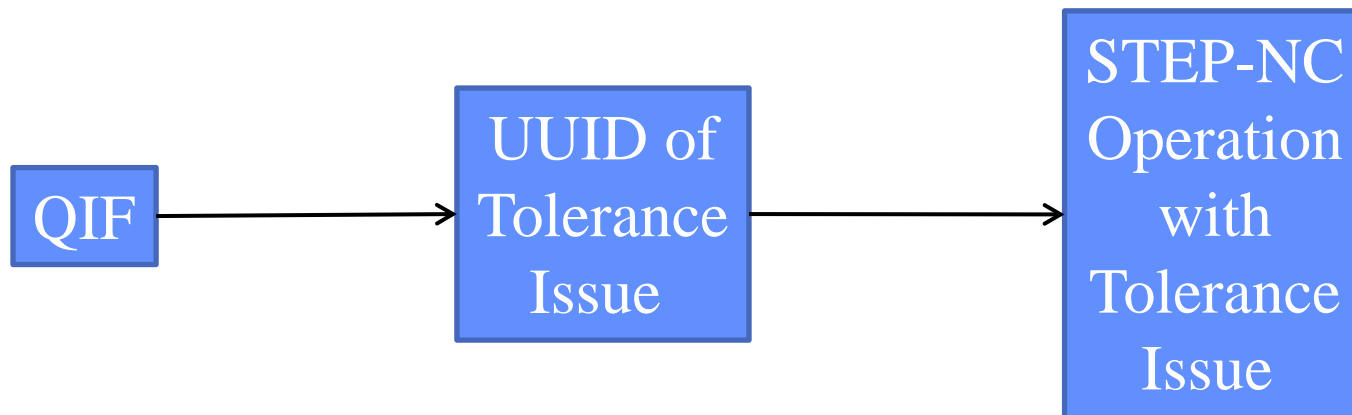 QIF
UUID of
Tolerance
Issue
STEP-NC
Operation
with
Tolerance
Issue